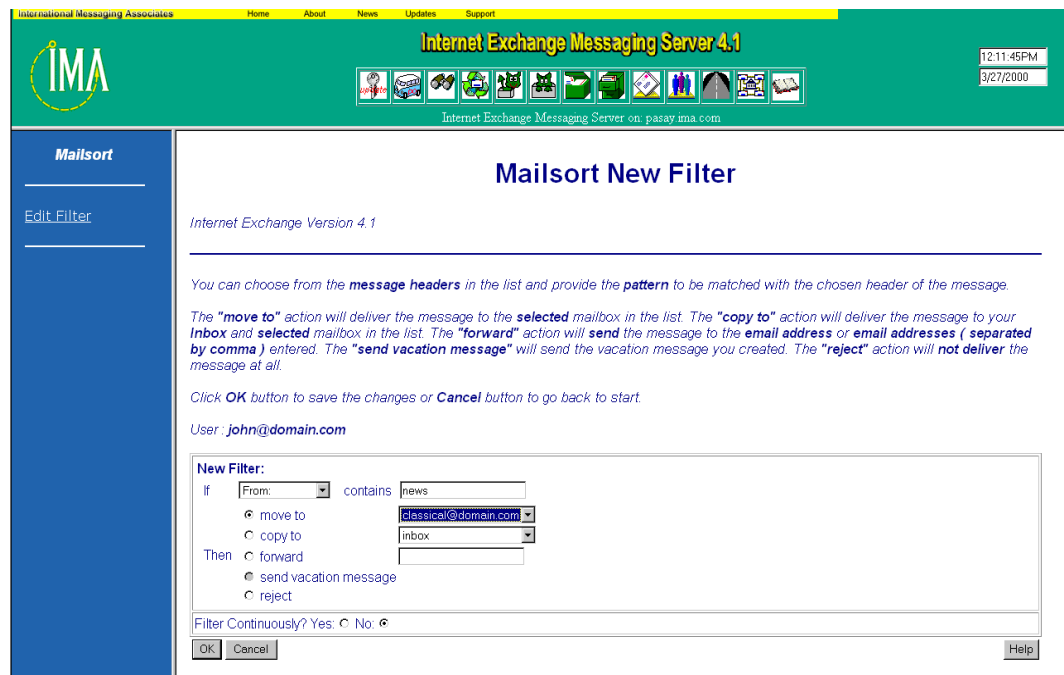 International Messaging Associates Home About News Updates Support
IMA
Internet Exchange Messaging Server 4.1
12:11:45PM
3/27/2000
update
Internet Exchange Messaging Server on: pasay.ima.com
Mailsort
Edit Filter
Mailsort New Filter
Internet Exchange Version 4.1
You can choose from the message headers in the list and provide the pattern to be matched with the chosen header of the message.
The "move to" action will deliver the message to the selected mailbox in the list. The "copy to" action will deliver the message to your
Inbox and selected mailbox in the list. The "forward" action will send the message to the email address or email addresses ( separated
by comma ) entered. The "send vacation message" will send the vacation message you created. The "reject" action will not deliver the
message at all.
Click OK button to save the changes or Cancel button to go back to start.
User : john@domain.com
New Filter:
If From: contains news
move to classical@domain.com
copy to inbox
Then forward
send vacation message
reject
Filter Continuously? Yes: No:
OK Cancel Help